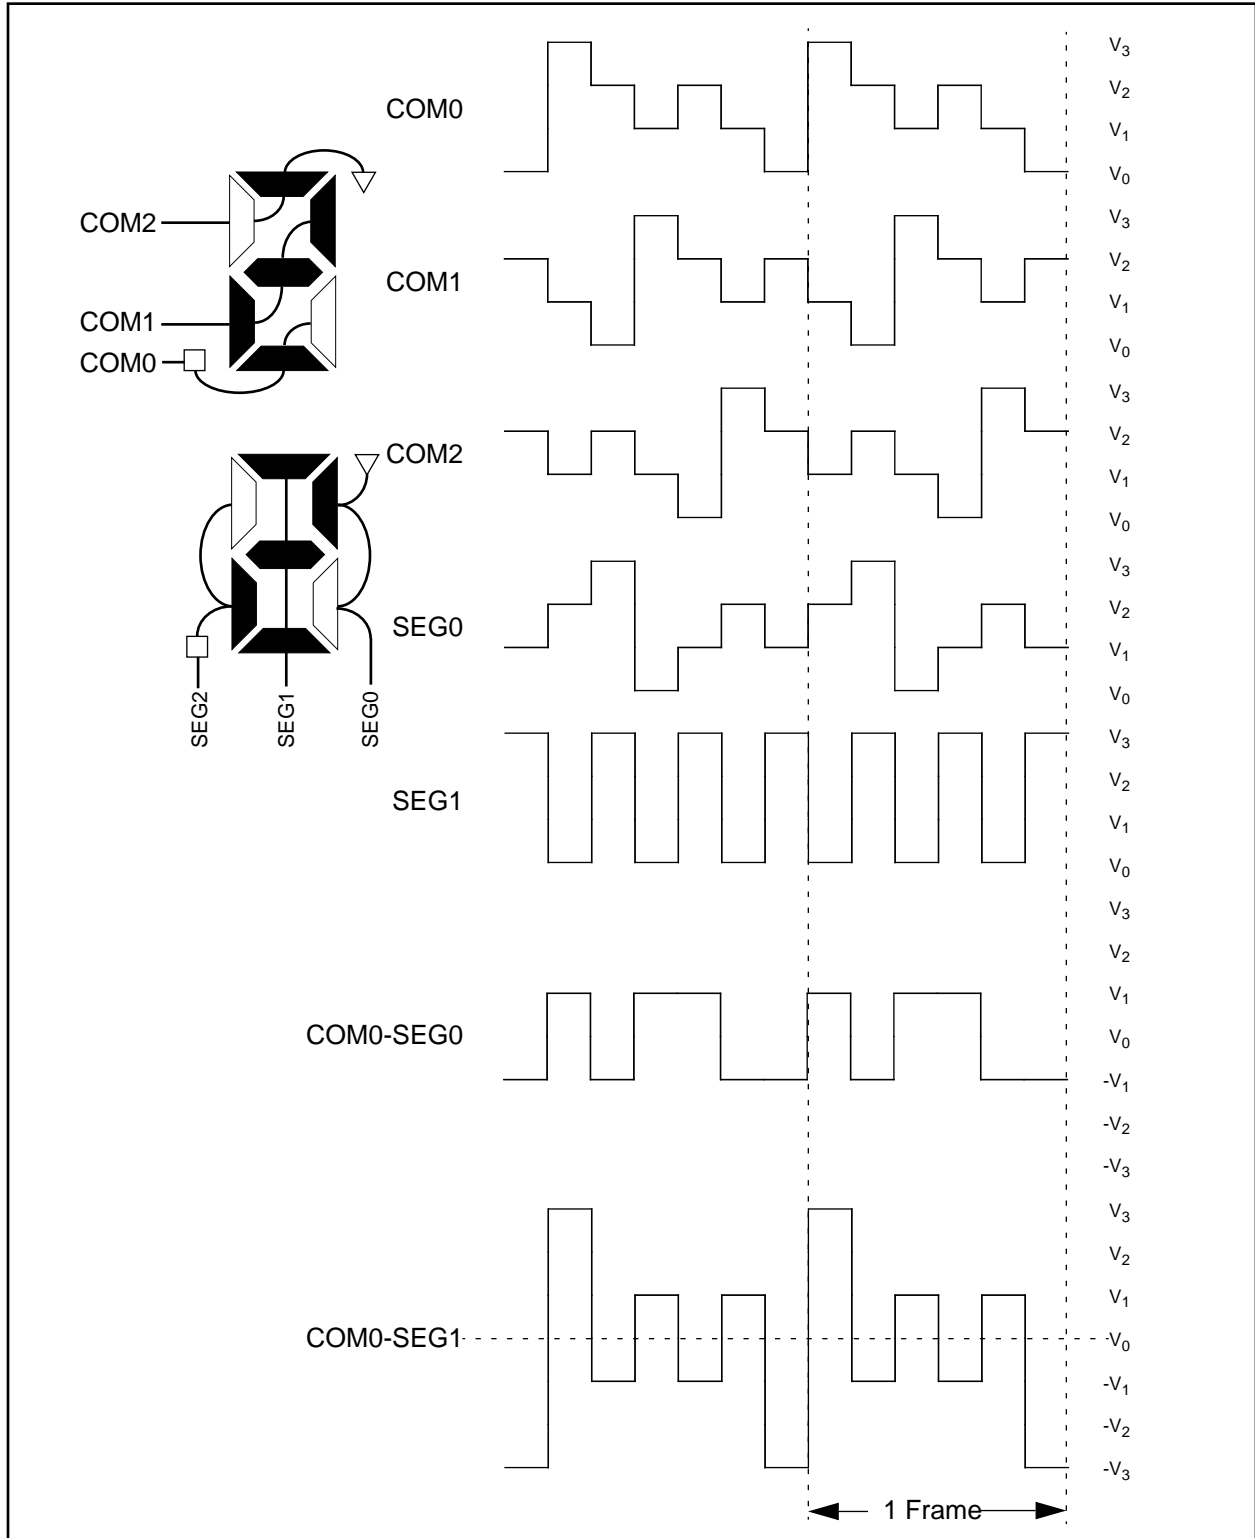 COM0
V3
V2
V1
V0
COM2
COM1
COM0
COM1
V3
V2
V1
V0
COM2
V3
V2
V1
V0
SEG2
SEG1
SEG0
SEG0
V3
V2
V1
V0
SEG1
V3
V2
V1
V0
COM0-SEG0
V3
V2
V1
V0
-V1
-V2
-V3
COM0-SEG1
V3
V2
V1
V0
-V1
-V2
-V3
1 Frame